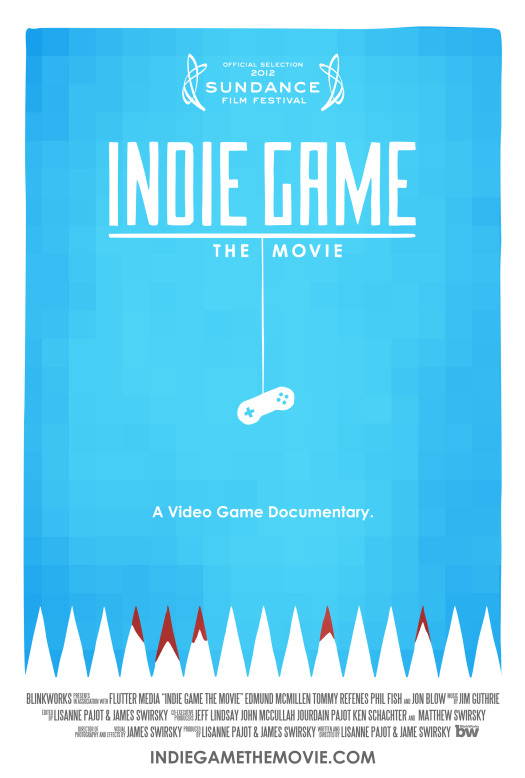 OFFICIAL SELECTION
2012
SUNDANCE
FILM FESTIVAL
INDIE GAME
THE MOVIE
A Video Game Documentary.
BLINKWORKS PRESENTS IN ASSOCIATION WITH FLUTTER MEDIA "INDIE GAME THE MOVIE" EDMUND MCMILLEN TOMMY REFENES PHIL FISH AND JON BLOW MUSIC BY JIM GUTHRIE
EDITED BY LISANNE PAJOT & JAMES SWIRSKY CO-EXECUTIVE PRODUCERS JEFF LINDSAY JOHN MCCULLAH JOURDAIN PAJOT KEN SCHACHTER AND MATTHEW SWIRSKY
DIRECTOR OF PHOTOGRAPHY AND EFFECTS BY VISUAL JAMES SWIRSKY PRODUCED BY LISANNE PAJOT & JAMES SWIRSKY WRITTEN AND DIRECTED BY LISANNE PAJOT & JAME SWIRSKY bw
INDIEGAMETHEMOVIE.COM